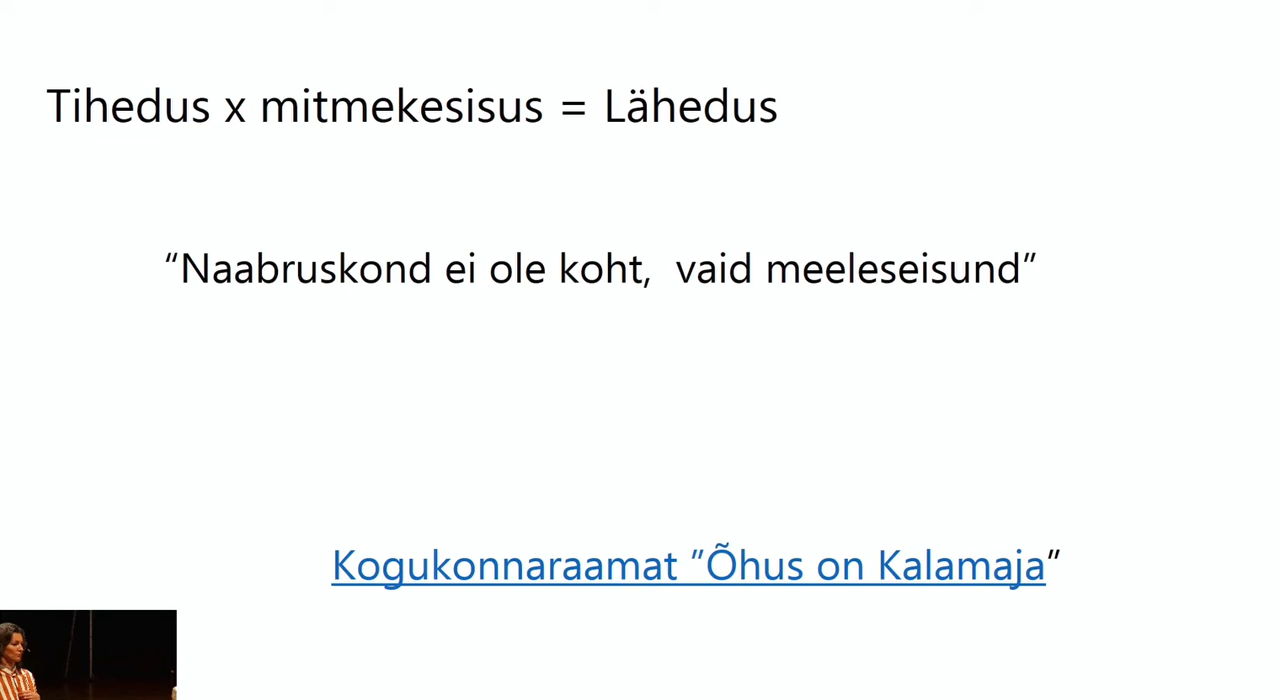 Tihedus x mitmekesisus = Lähedus
“Naabruskond ei ole koht,  vaid meeleseisund”
Kogukonnaraamat ”Õhus on Kalamaja”